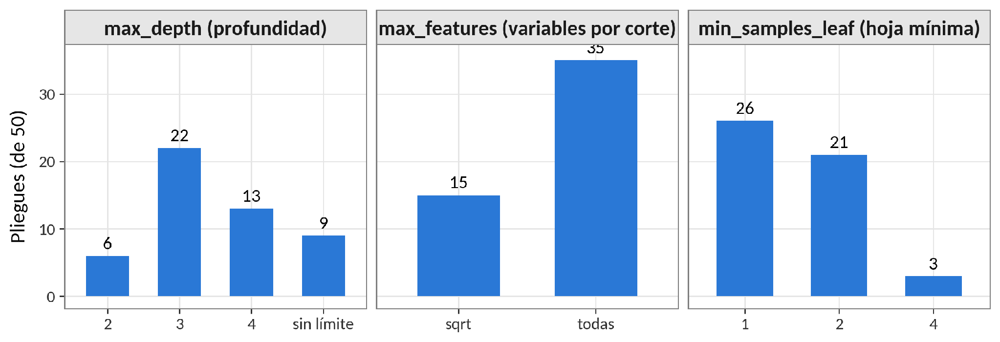 max_depth (profundidad)
max_features (variables por corte)
min_samples_leaf (hoja mínima)
Pliegues (de 50)
30
20
10
0
6
22
13
9
15
35
26
21
3
2
3
4
sin límite
sqrt
todas
1
2
4